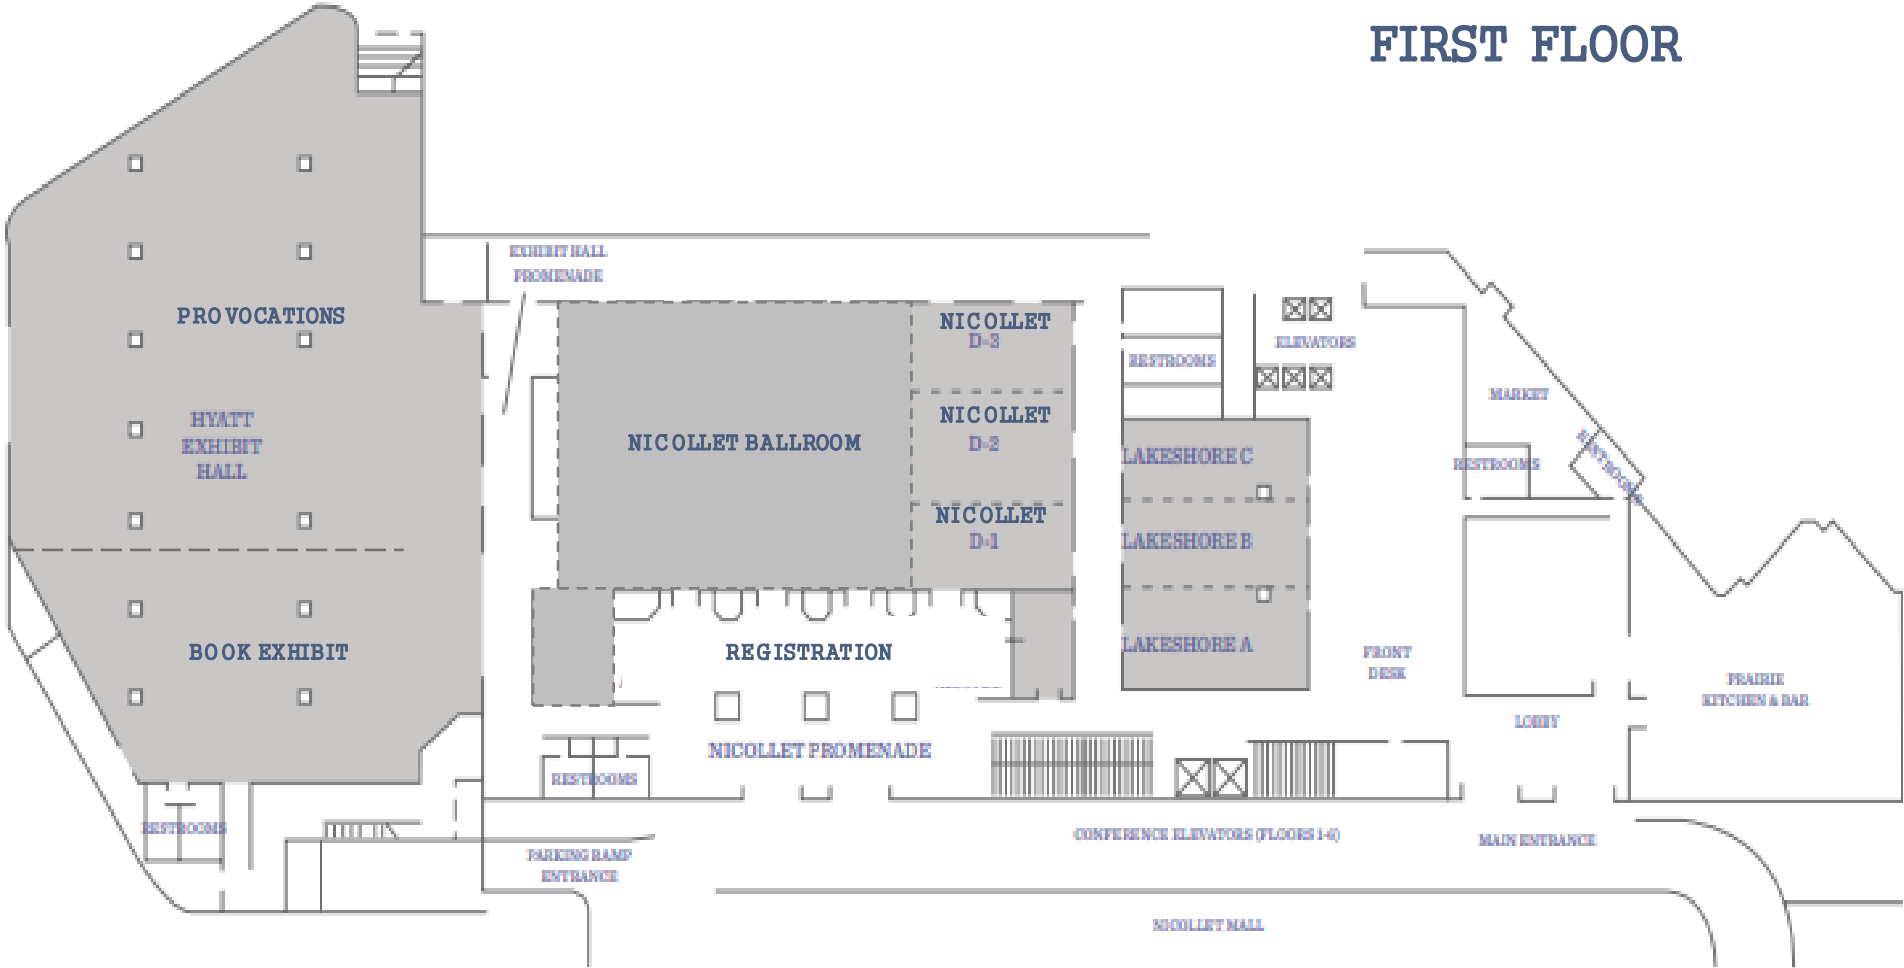 FIRST FLOOR
EXHIBIT HALL
PROMENADE
PROVOCATIONS
HYATT
EXHIBIT
HALL
BOOK EXHIBIT
RESTROOMS
NICOLLET BALLROOM
NICOLLET
D-3
NICOLLET
D-2
NICOLLET
D-1
REGISTRATION
NICOLLET PROMENADE
RESTROOMS
PARKING RAMP
ENTRANCE
RESTROOMS
ELEVATORS
LAKESHORE C
LAKESHORE B
LAKESHORE A
MARKET
RESTROOMS
RESTROOMS
FRONT
DESK
LOBBY
PRAIRIE
KITCHEN & BAR
CONFERENCE ELEVATORS (FLOORS 1-6)
MAIN ENTRANCE
NICOLLET MALL